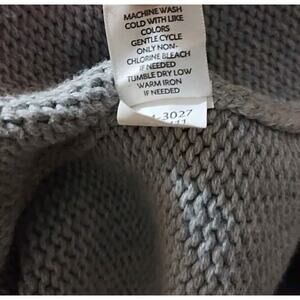 MACHINE WASH
COLD WITH LIKE
COLORS
GENTLE CYCLE
ONLY NON-
CHLORINE BLEACH
IF NEEDED
TUMBLE DRY LOW
WARM IRON
IF NEEDED
3027